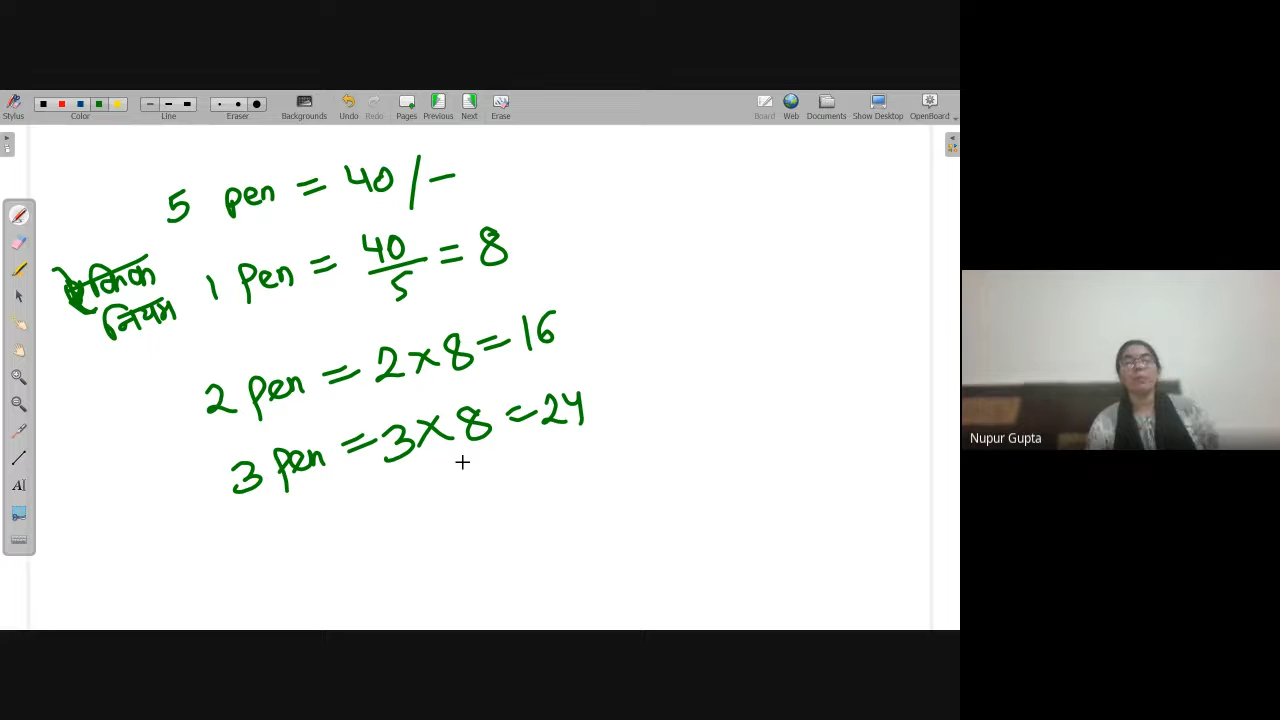 Stylus Color Line Eraser Backgrounds Undo Redo Pages Previous Next Erase Board Web Documents Show Desktop OpenBoard
5 pen = 40/-
ऐकिक
नियम
1 Pen = 40/5 = 8
2 pen = 2×8=16
3 pen = 3×8=24
Nupur Gupta